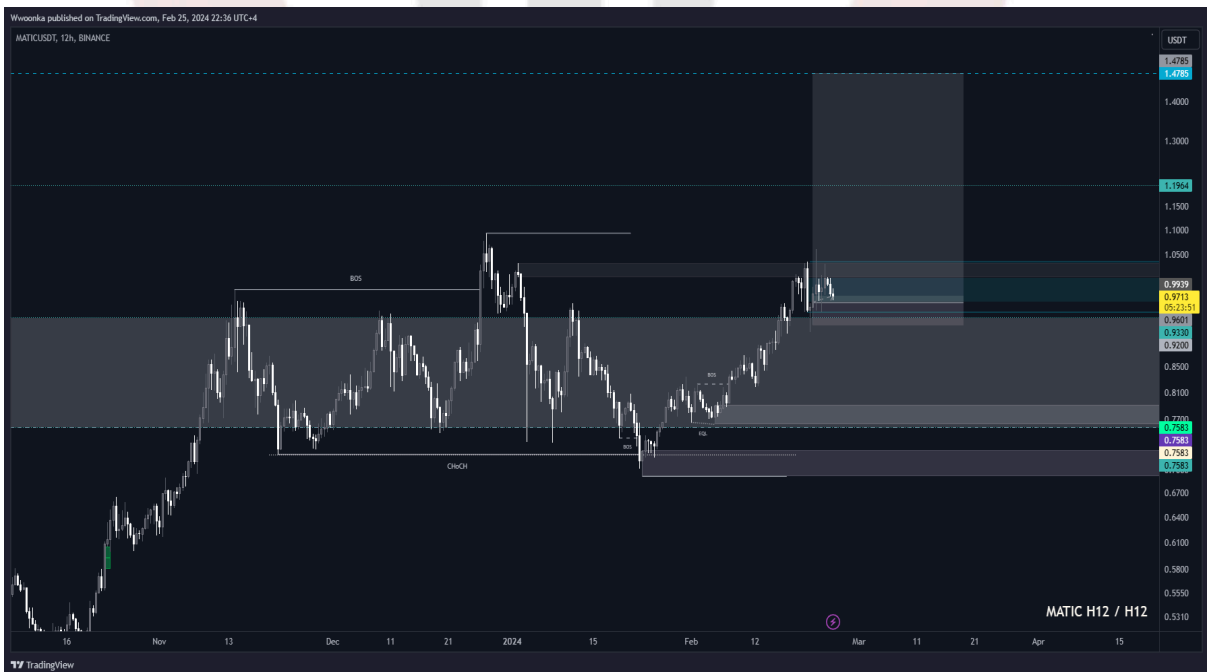 Wwoonka published on TradingView.com, Feb 25, 2024 22:36 UTC+4
MATICUSDT, 12h, BINANCE
USDT
1.4785
1.4785
1.4000
1.3000
1.1964
1.1500
1.1000
1.0500
0.9939
0.9713
05:23:51
0.9601
0.9330
0.9200
0.8500
0.8100
0.7583
0.7583
0.7583
0.7583
0.6700
0.6400
0.6100
0.5800
0.5550
0.5310
BOS
BOS
EQL
BOS
CHoCH
MATIC H12 / H12
16 Nov 13 Dec 11 21 2024 15 Feb 12 Mar 11 21 Apr 15
TradingView